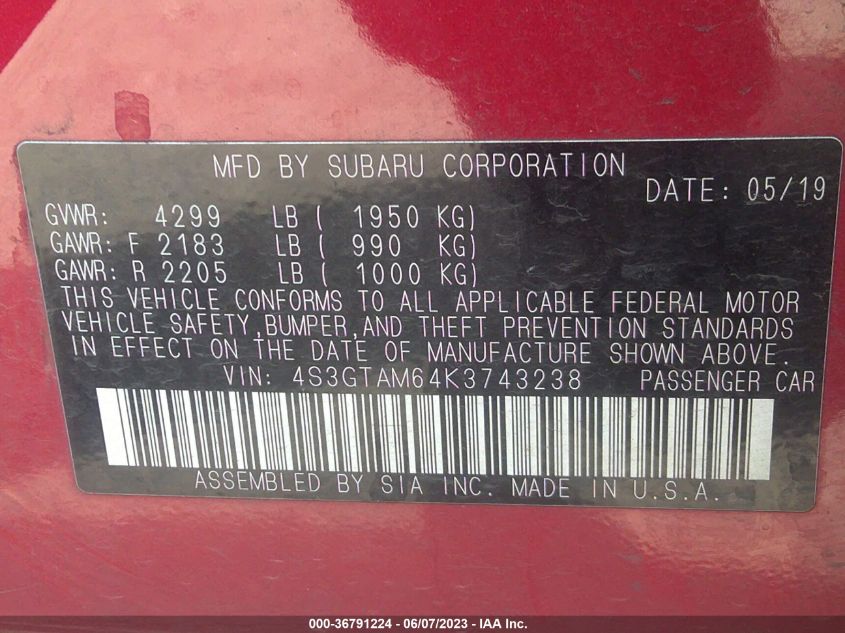 MFD BY SUBARU CORPORATION
DATE: 05/19
GVWR: 4299 LB ( 1950 KG)
GAWR: F 2183 LB ( 990 KG)
GAWR: R 2205 LB ( 1000 KG)
THIS VEHICLE CONFORMS TO ALL APPLICABLE FEDERAL MOTOR
VEHICLE SAFETY,BUMPER,AND THEFT PREVENTION STANDARDS
IN EFFECT ON THE DATE OF MANUFACTURE SHOWN ABOVE.
VIN: 4S3GTAM64K3743238 PASSENGER CAR
ASSEMBLED BY SIA INC. MADE IN U.S.A.
000-36791224 - 06/07/2023 - IAA Inc.